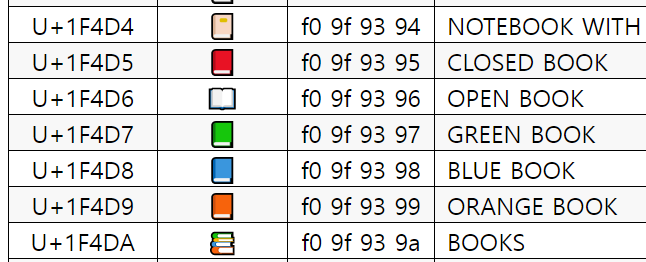 U+1F4D4 📔 f0 9f 93 94 NOTEBOOK WITH
U+1F4D5 📕 f0 9f 93 95 CLOSED BOOK
U+1F4D6 📖 f0 9f 93 96 OPEN BOOK
U+1F4D7 📗 f0 9f 93 97 GREEN BOOK
U+1F4D8 📘 f0 9f 93 98 BLUE BOOK
U+1F4D9 📙 f0 9f 93 99 ORANGE BOOK
U+1F4DA 📚 f0 9f 93 9a BOOKS